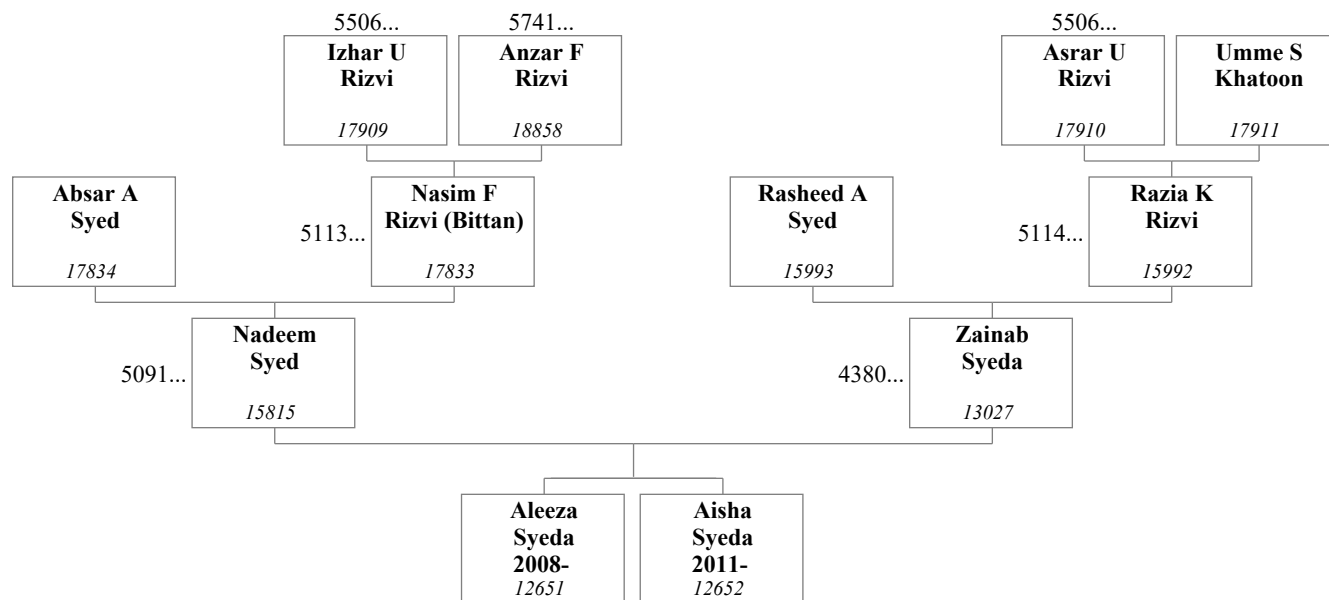 5506...
5741...
5506...
Izhar U
Rizvi
17909
Anzar F
Rizvi
18858
Asrar U
Rizvi
17910
Umme S
Khatoon
17911
Absar A
Syed
17834
5113...
Nasim F
Rizvi (Bittan)
17833
Rasheed A
Syed
15993
5114...
Razia K
Rizvi
15992
5091...
Nadeem
Syed
15815
4380...
Zainab
Syeda
13027
Aleeza
Syeda
2008-
12651
Aisha
Syeda
2011-
12652